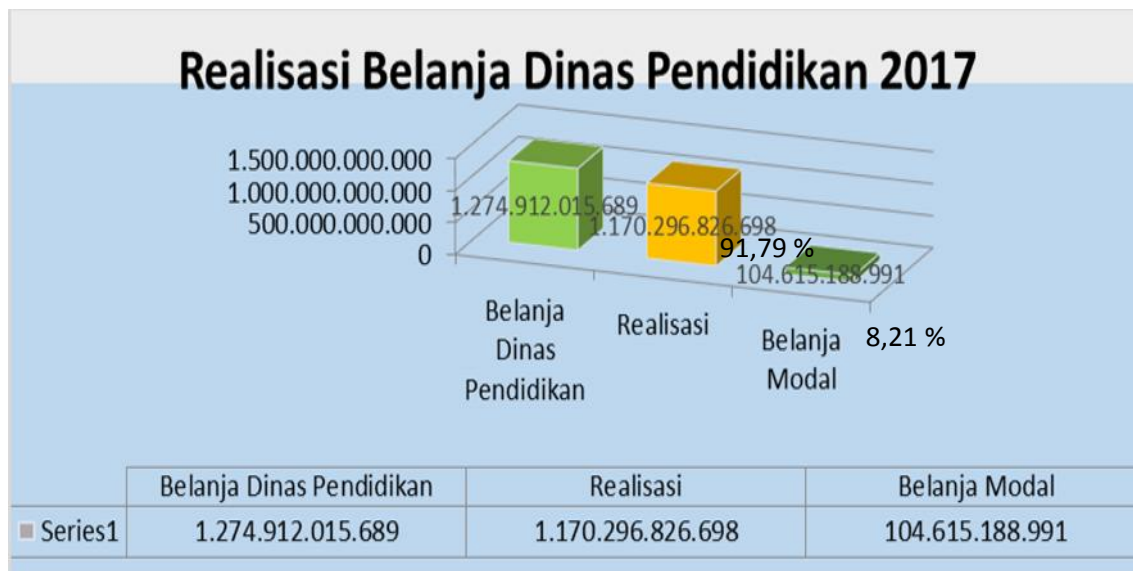 Realisasi Belanja Dinas Pendidikan 2017
1.500.000.000.000
1.000.000.000.000
500.000.000.000
0
1.274.912.015.689
1.170.296.826.698
91,79 %
104.615.188.991
Belanja
Dinas
Pendidikan
Realisasi
Belanja
Modal
8,21 %
Belanja Dinas Pendidikan Realisasi Belanja Modal
Series1 1.274.912.015.689 1.170.296.826.698 104.615.188.991